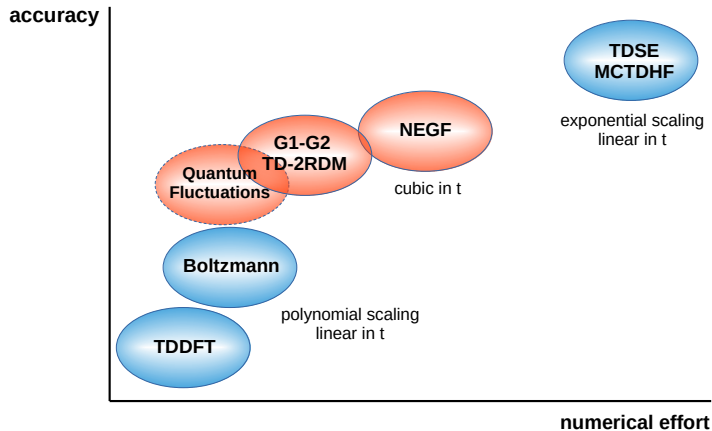 accuracy
TDSE
MCTDHF
exponential scaling
linear in t
NEGF
cubic in t
G1-G2
TD-2RDM
Quantum
Fluctuations
Boltzmann
polynomial scaling
linear in t
TDDFT
numerical effort